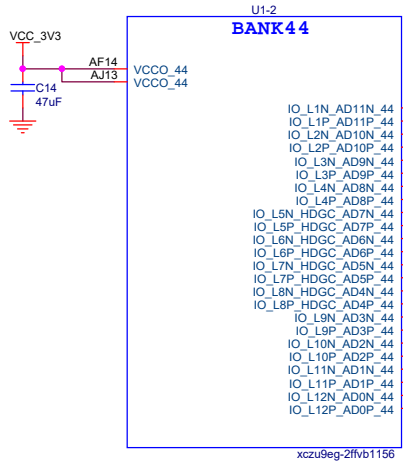 U1-2
BANK44
VCC_3V3
AF14
VCCO_44
AJ13
VCCO_44
C14
47uF
IO_L1N_AD11N_44
IO_L1P_AD11P_44
IO_L2N_AD10N_44
IO_L2P_AD10P_44
IO_L3N_AD9N_44
IO_L3P_AD9P_44
IO_L4N_AD8N_44
IO_L4P_AD8P_44
IO_L5N_HDGC_AD7N_44
IO_L5P_HDGC_AD7P_44
IO_L6N_HDGC_AD6N_44
IO_L6P_HDGC_AD6P_44
IO_L7N_HDGC_AD5N_44
IO_L7P_HDGC_AD5P_44
IO_L8N_HDGC_AD4N_44
IO_L8P_HDGC_AD4P_44
IO_L9N_AD3N_44
IO_L9P_AD3P_44
IO_L10N_AD2N_44
IO_L10P_AD2P_44
IO_L11N_AD1N_44
IO_L11P_AD1P_44
IO_L12N_AD0N_44
IO_L12P_AD0P_44
xczu9eg-2ffvb1156